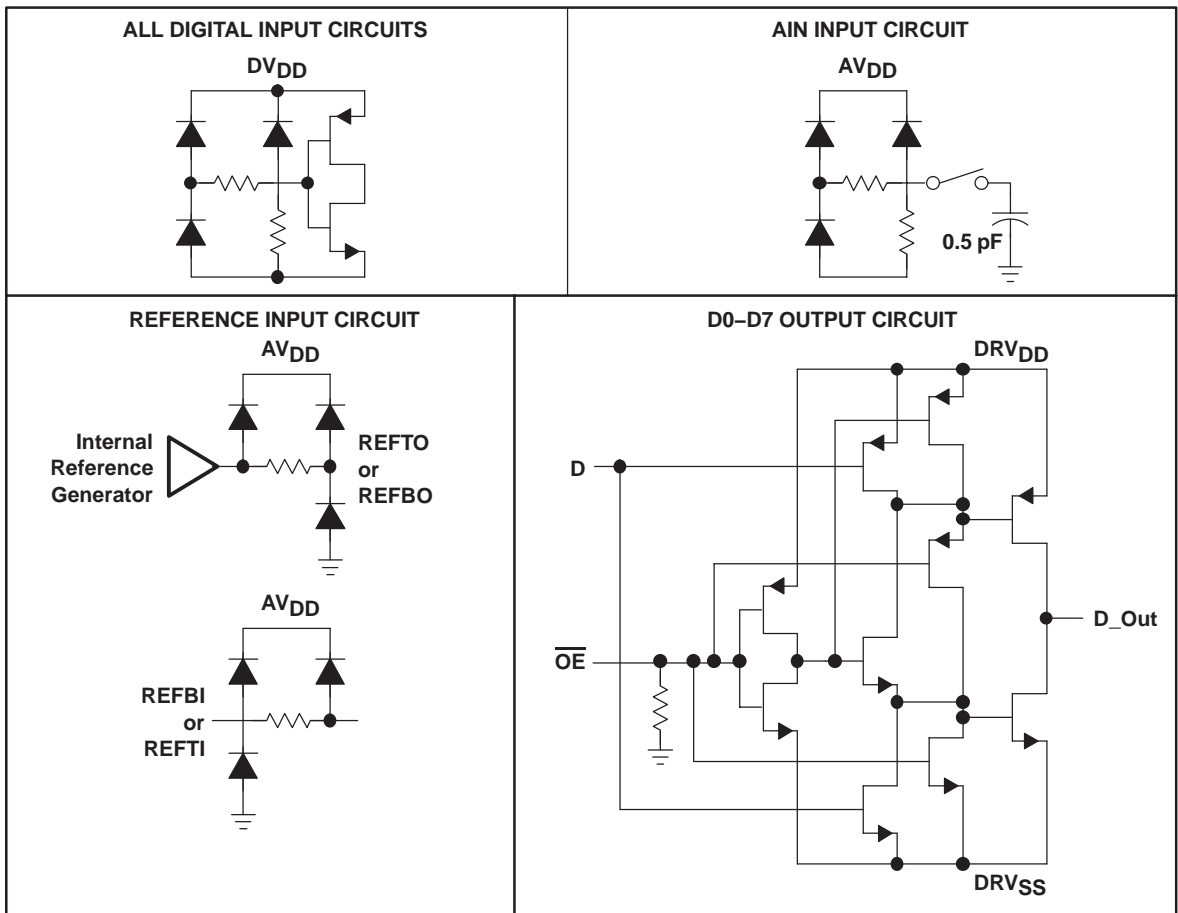 ALL DIGITAL INPUT CIRCUITS
DVDD
AIN INPUT CIRCUIT
AVDD
0.5 pF
REFERENCE INPUT CIRCUIT
AVDD
Internal
Reference
Generator
REFTO
or
REFBO
AVDD
REFBI
or
REFTI
D0–D7 OUTPUT CIRCUIT
DRVDD
D
D_Out
OE
DRVSS